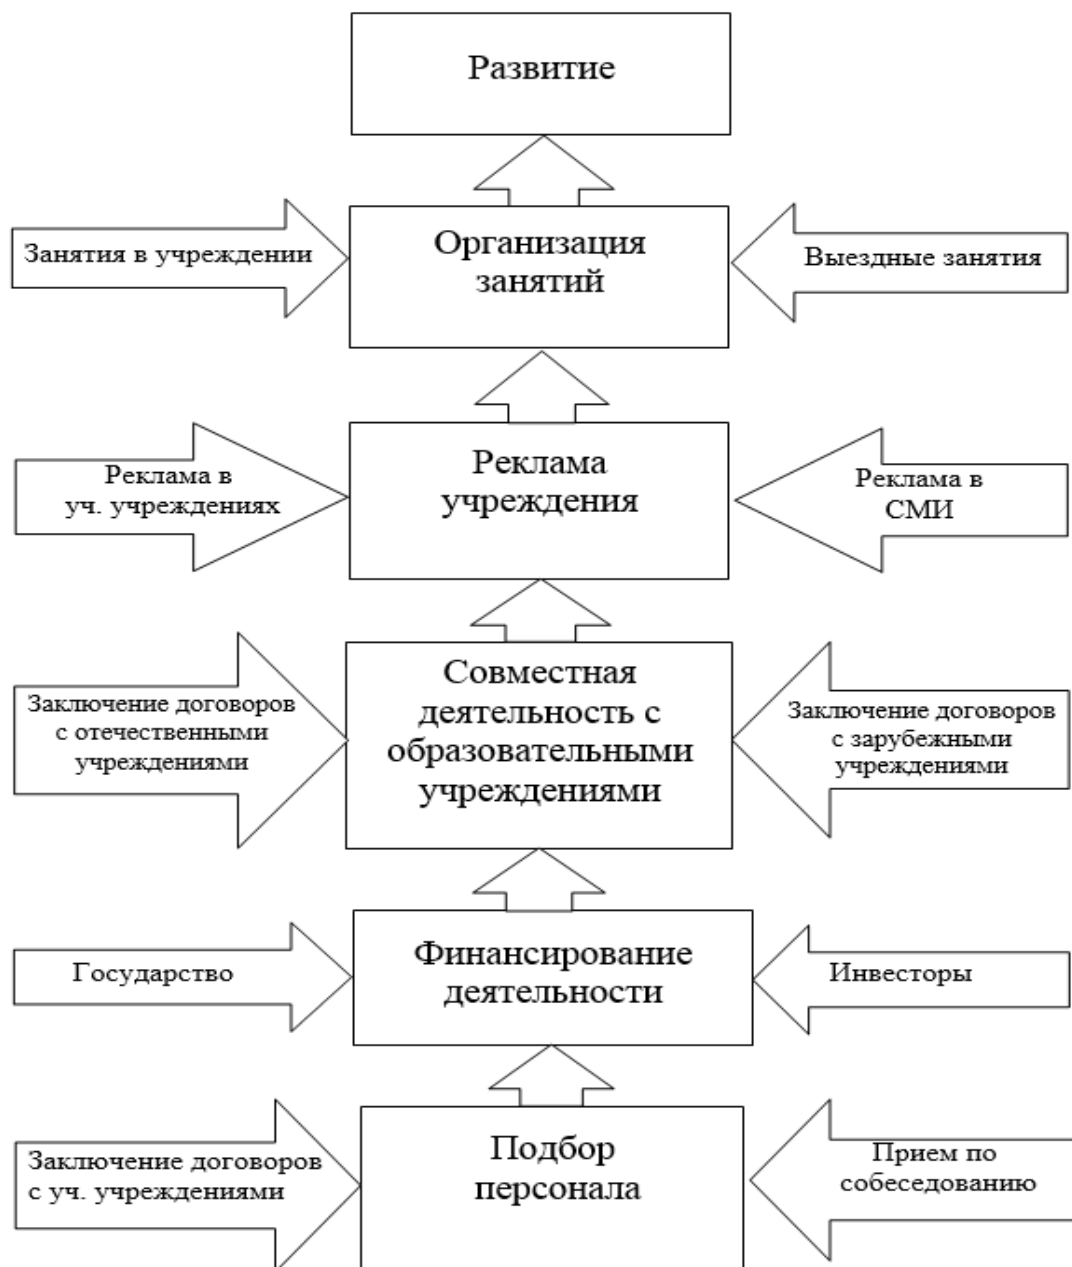 Развитие
Занятия в учреждении
Организация
занятий
Выездные занятия
Реклама в
уч. учреждениях
Реклама
учреждения
Реклама в
СМИ
Заключение договоров
с отечественными
учреждениями
Совместная
деятельность с
образовательными
учреждениями
Заключение договоров
с зарубежными
учреждениями
Государство
Финансирование
деятельности
Инвесторы
Заключение договоров
с уч. учреждениями
Подбор
персонала
Прием по
собеседованию